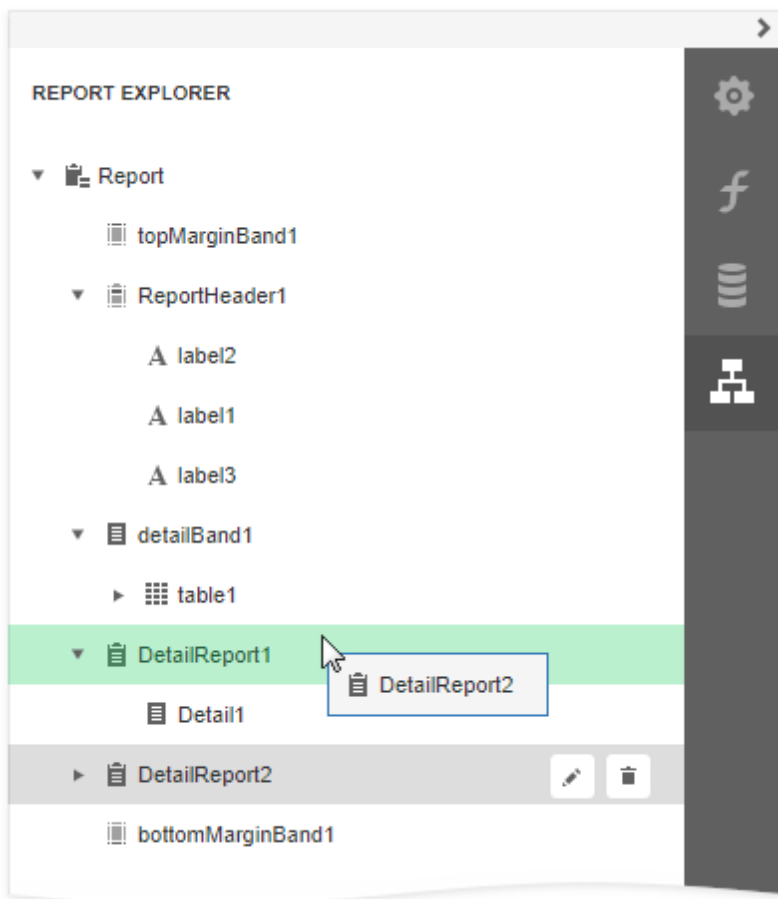 REPORT EXPLORER
Report
topMarginBand1
ReportHeader1
A label2
A label1
A label3
detailBand1
table1
DetailReport1
DetailReport2
Detail1
DetailReport2
bottomMarginBand1